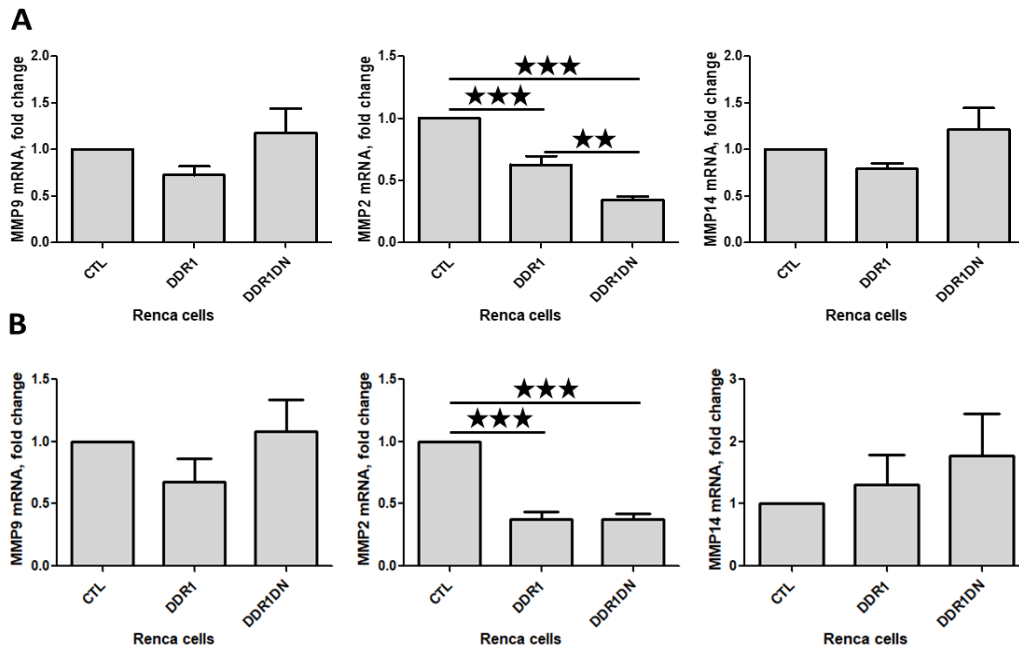 A
MMP9 mRNA, fold change
2.0
1.5
1.0
0.5
0.0
CTL
DDR1
DDR1DN
Renca cells
MMP2 mRNA, fold change
1.5
1.0
0.5
0.0
★★★
★★★
★★
CTL
DDR1
DDR1DN
Renca cells
MMP14 mRNA, fold change
2.0
1.5
1.0
0.5
0.0
CTL
DDR1
DDR1DN
Renca cells
B
MMP9 mRNA, fold change
1.5
1.0
0.5
0.0
CTL
DDR1
DDR1DN
Renca cells
MMP2 mRNA, fold change
1.5
1.0
0.5
0.0
★★★
★★★
CTL
DDR1
DDR1DN
Renca cells
MMP14 mRNA, fold change
3
2
1
0
CTL
DDR1
DDR1DN
Renca cells